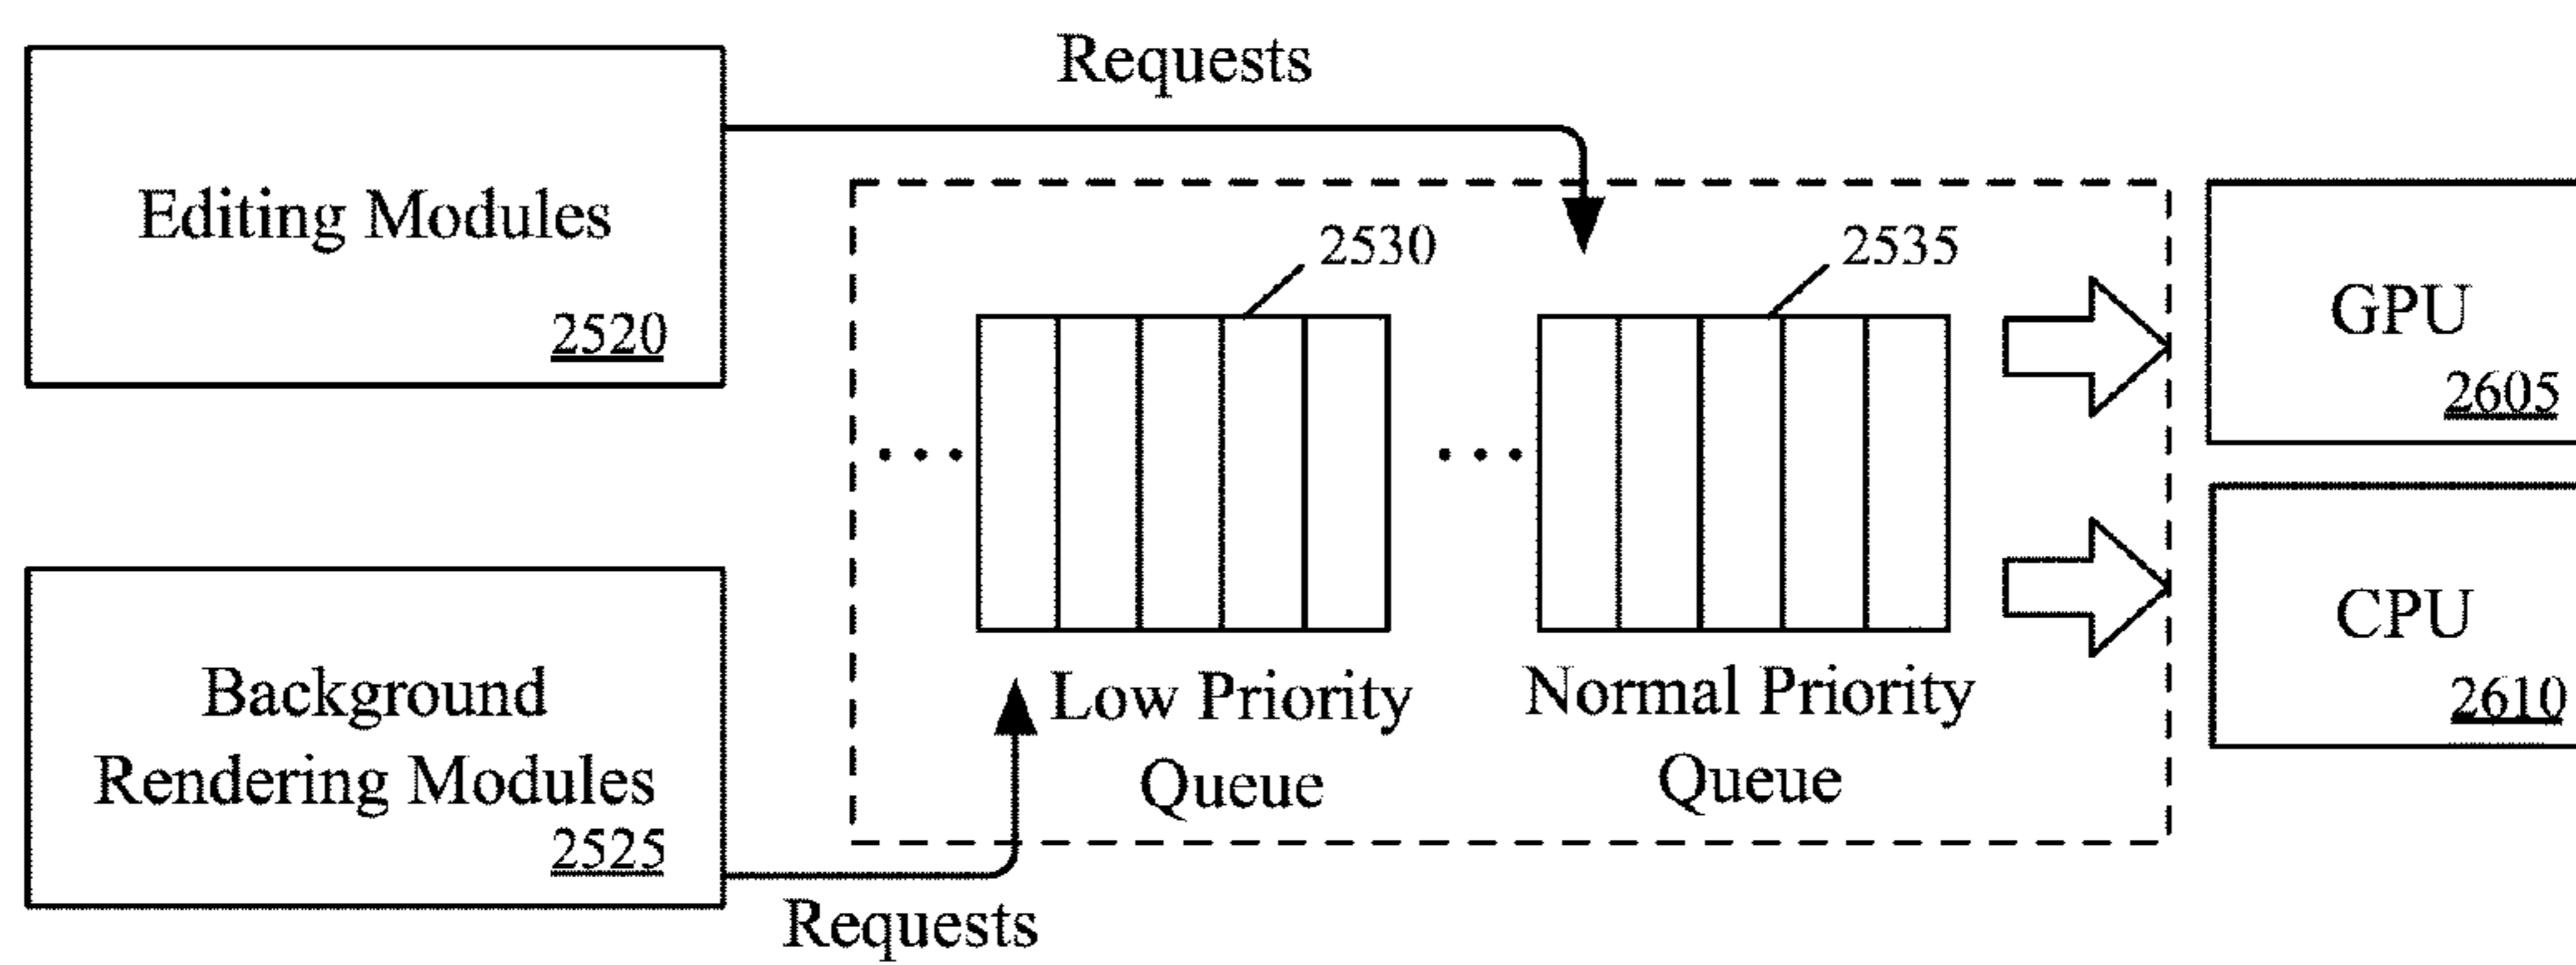 Requests
Editing Modules
2520
2530
2535
GPU
2605
Background
Rendering Modules
2525
Low Priority
Queue
Normal Priority
Queue
CPU
2610
Requests